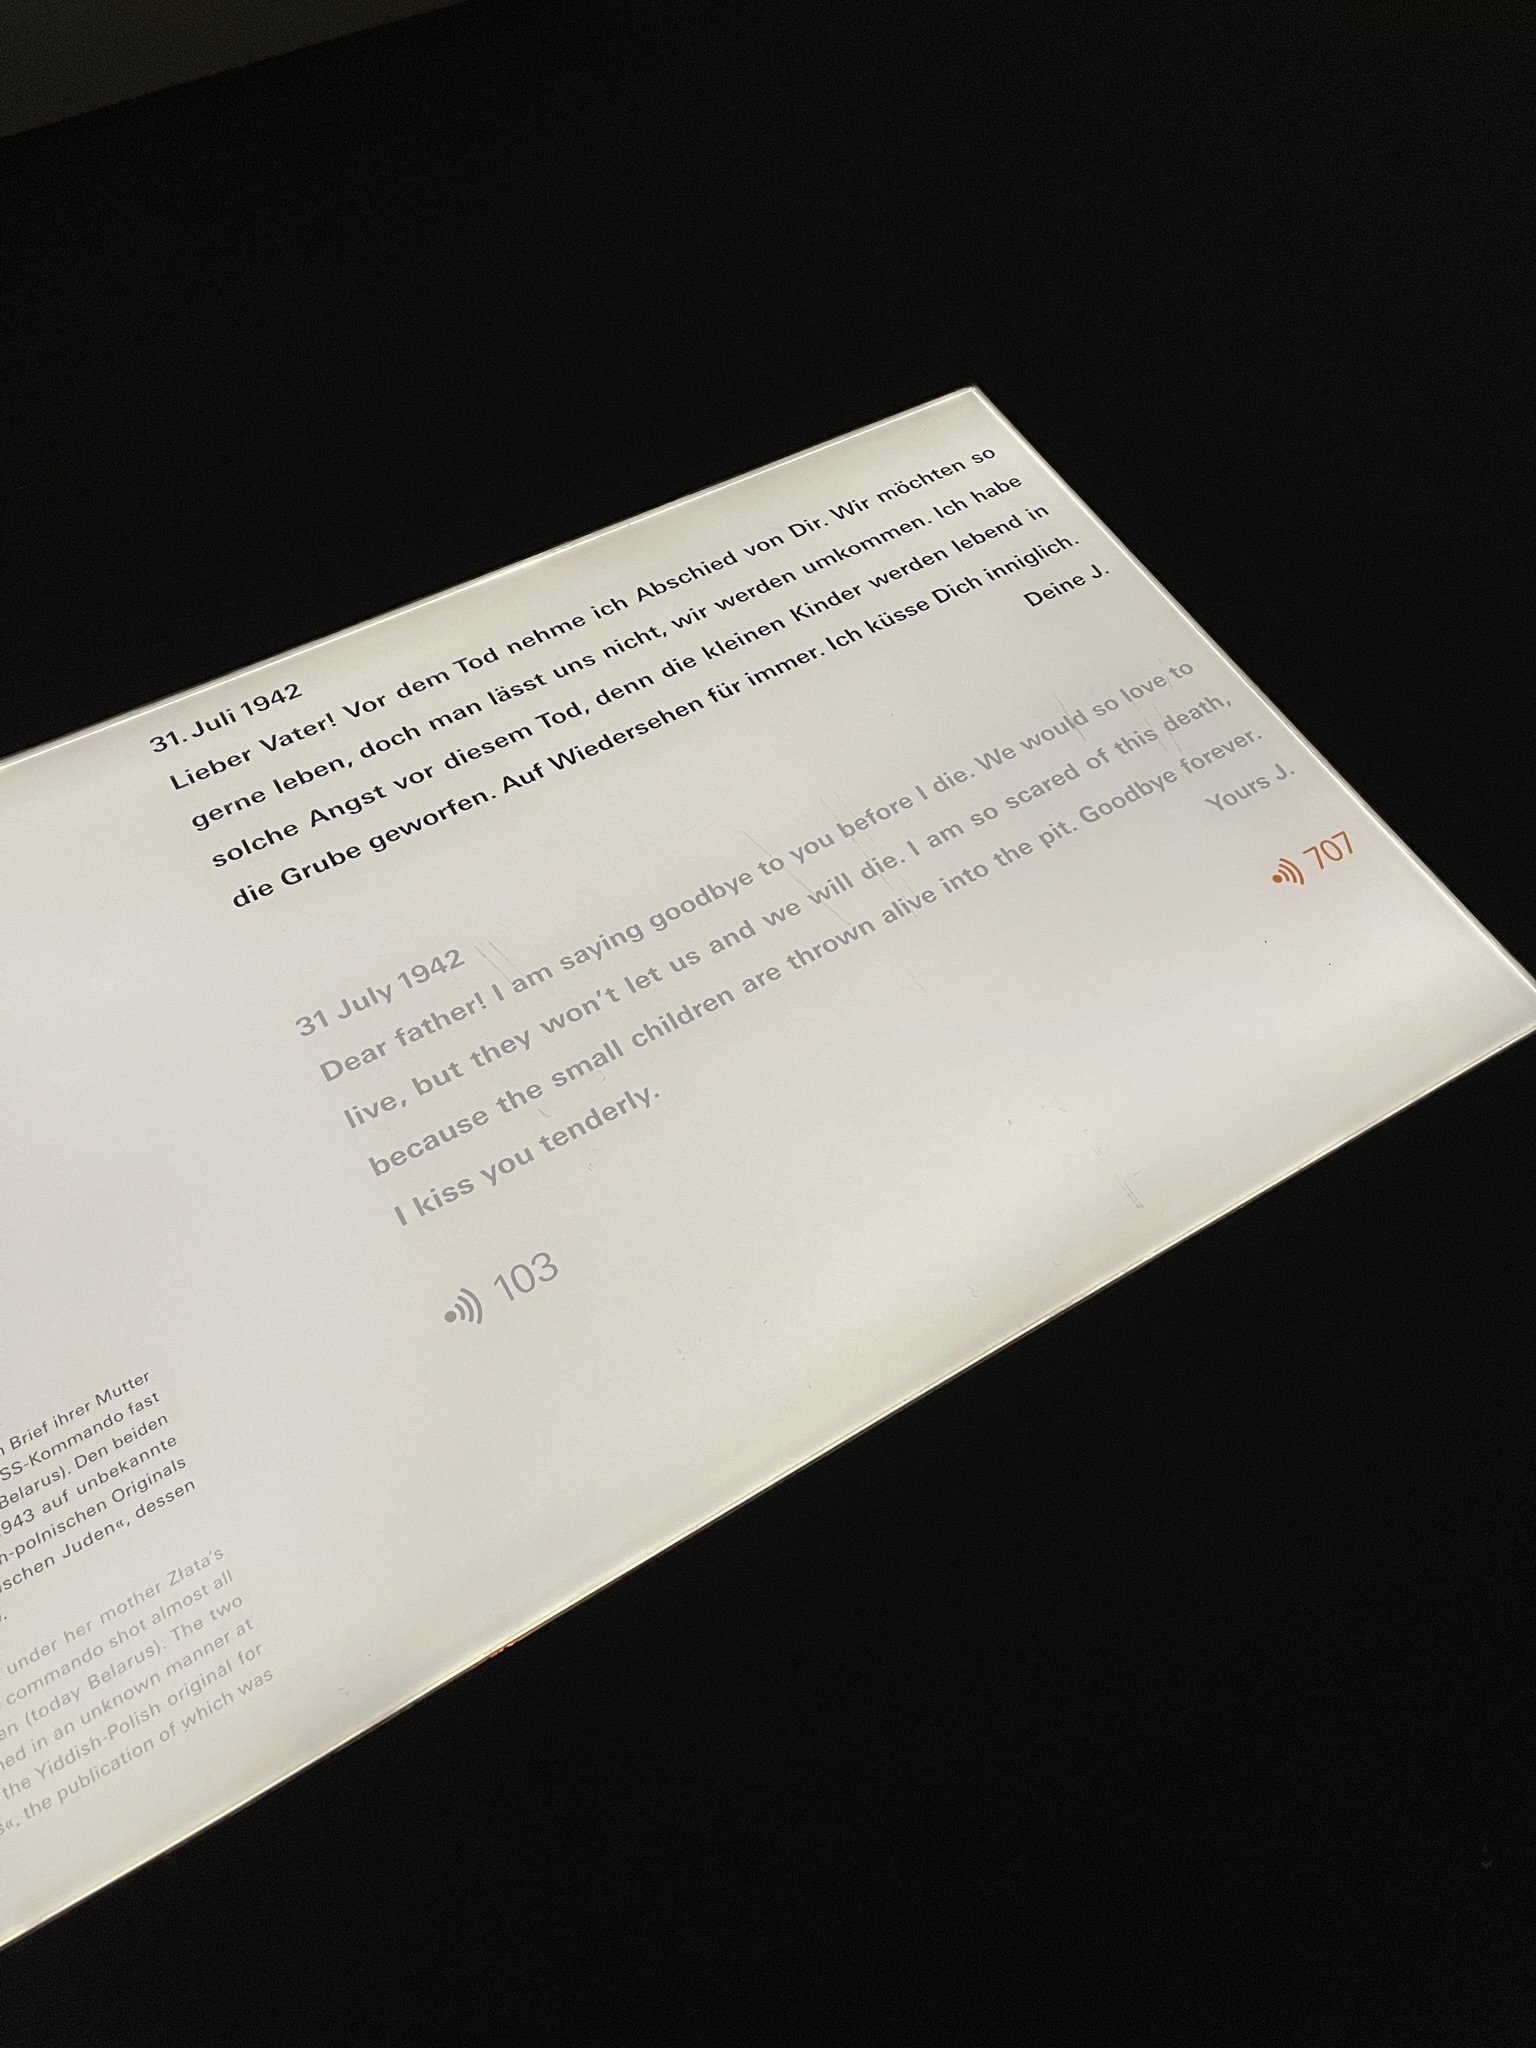 31. Juli 1942
Lieber Vater! Vor dem Tod nehme ich Abschied von Dir. Wir möchten so
gerne leben, doch man lässt uns nicht, wir werden umkommen. Ich habe
solche Angst vor diesem Tod, denn die kleinen Kinder werden lebend in
die Grube geworfen. Auf Wiedersehen für immer. Ich küsse Dich inniglich.
Deine J.
31 July 1942
Dear father! I am saying goodbye to you before I die. We would so love to
live, but they won't let us and we will die. I am so scared of this death,
because the small children are thrown alive into the pit. Goodbye forever.
I kiss you tenderly.
Yours J.
707
103
Brief ihrer Mutter
SS-Kommando fast
Belarus). Den beiden
943 auf unbekannte
n-polnischen Originals
schen Juden«, dessen
under her mother Złata's
commando shot almost all
en (today Belarus). The two
ned in an unknown manner at
the Yiddish-Polish original for
s«, the publication of which was